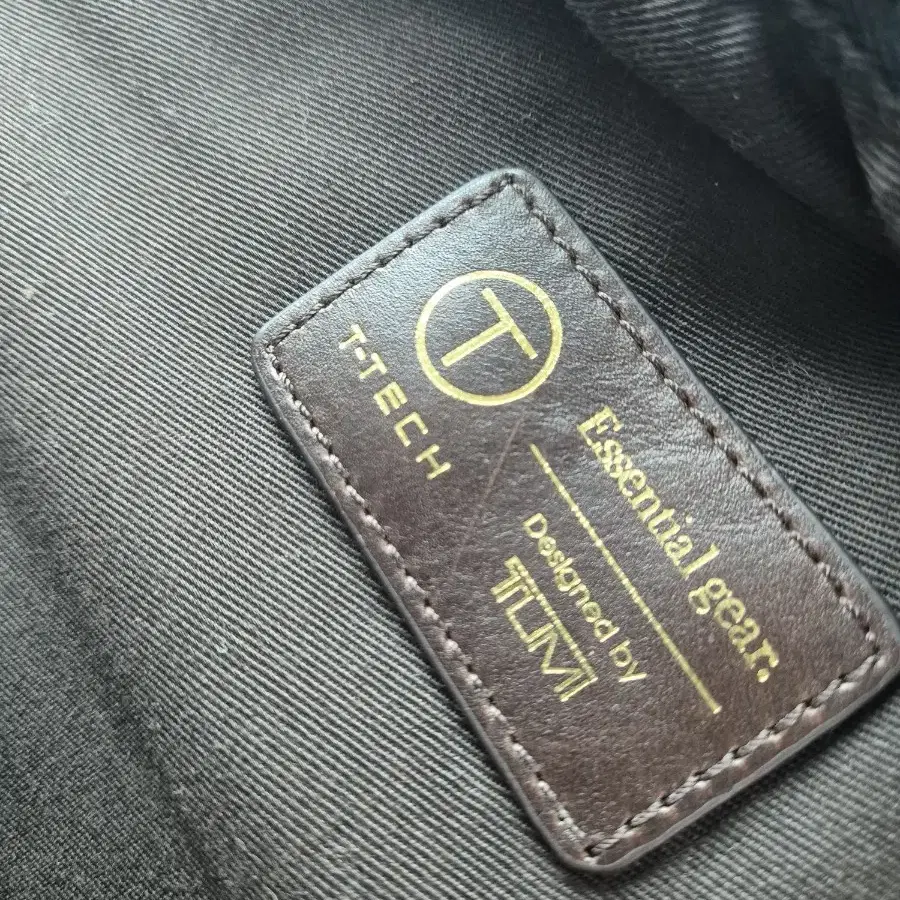 T
T-TECH
Essential gear.
Designed by
TUMI